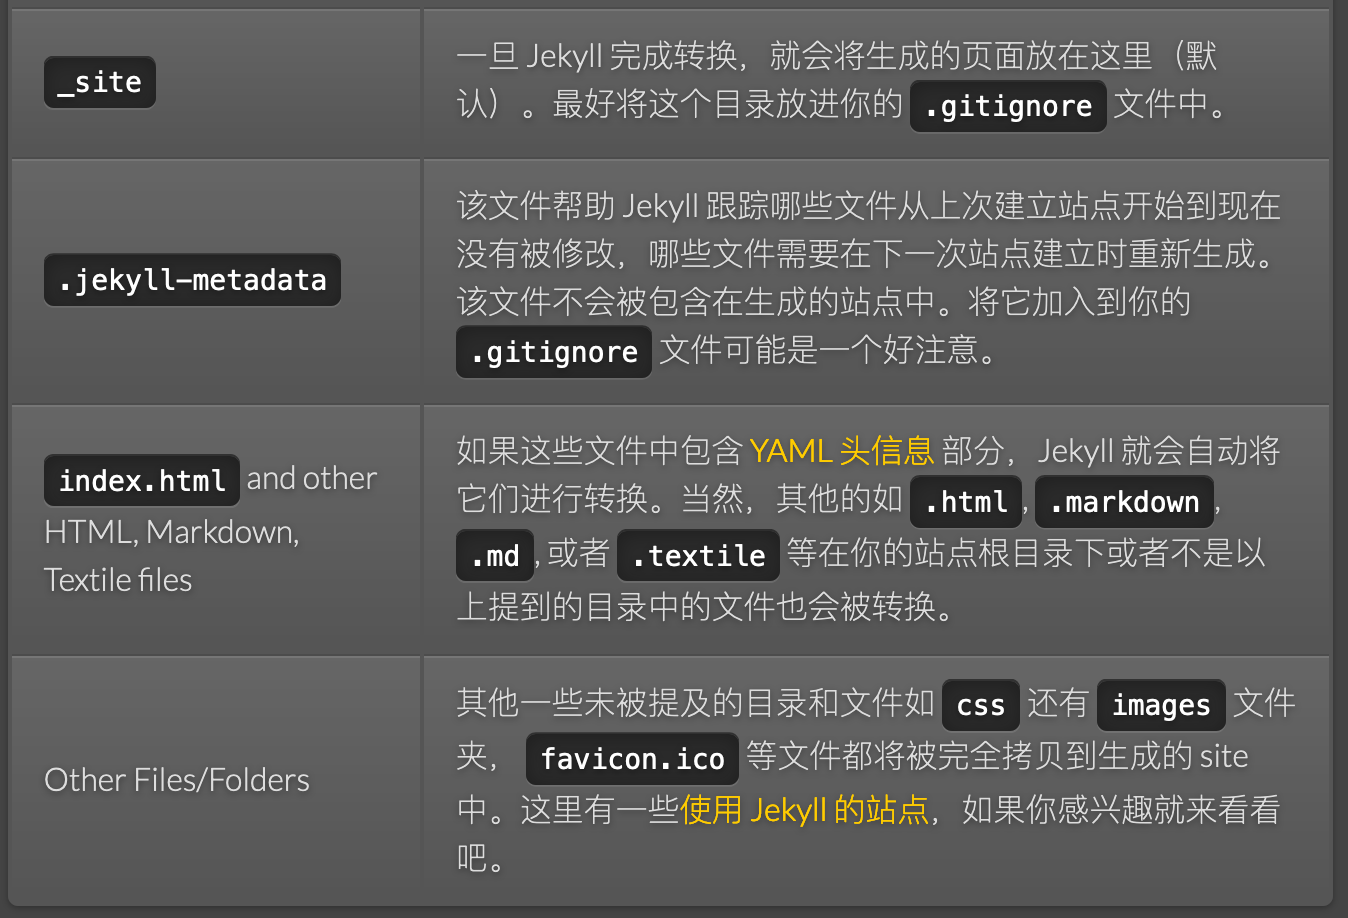 _site
一旦 Jekyll 完成转换，就会将生成的页面放在这里（默
认）。最好将这个目录放进你的 .gitignore 文件中。
.jekyll-metadata
该文件帮助 Jekyll 跟踪哪些文件从上次建立站点开始到现在
没有被修改，哪些文件需要在下一次站点建立时重新生成。
该文件不会被包含在生成的站点中。将它加入到你的
.gitignore 文件可能是一个好注意。
index.html and other
HTML, Markdown,
Textile files
如果这些文件中包含 YAML 头信息 部分，Jekyll 就会自动将
它们进行转换。当然，其他的如 .html, .markdown,
.md, 或者 .textile 等在你的站点根目录下或者不是以
上提到的目录中的文件也会被转换。
Other Files/Folders
其他一些未被提及的目录和文件如 css 还有 images 文件
夹， favicon.ico 等文件都将被完全拷贝到生成的 site
中。这里有一些使用 Jekyll 的站点，如果你感兴趣就来看看
吧。